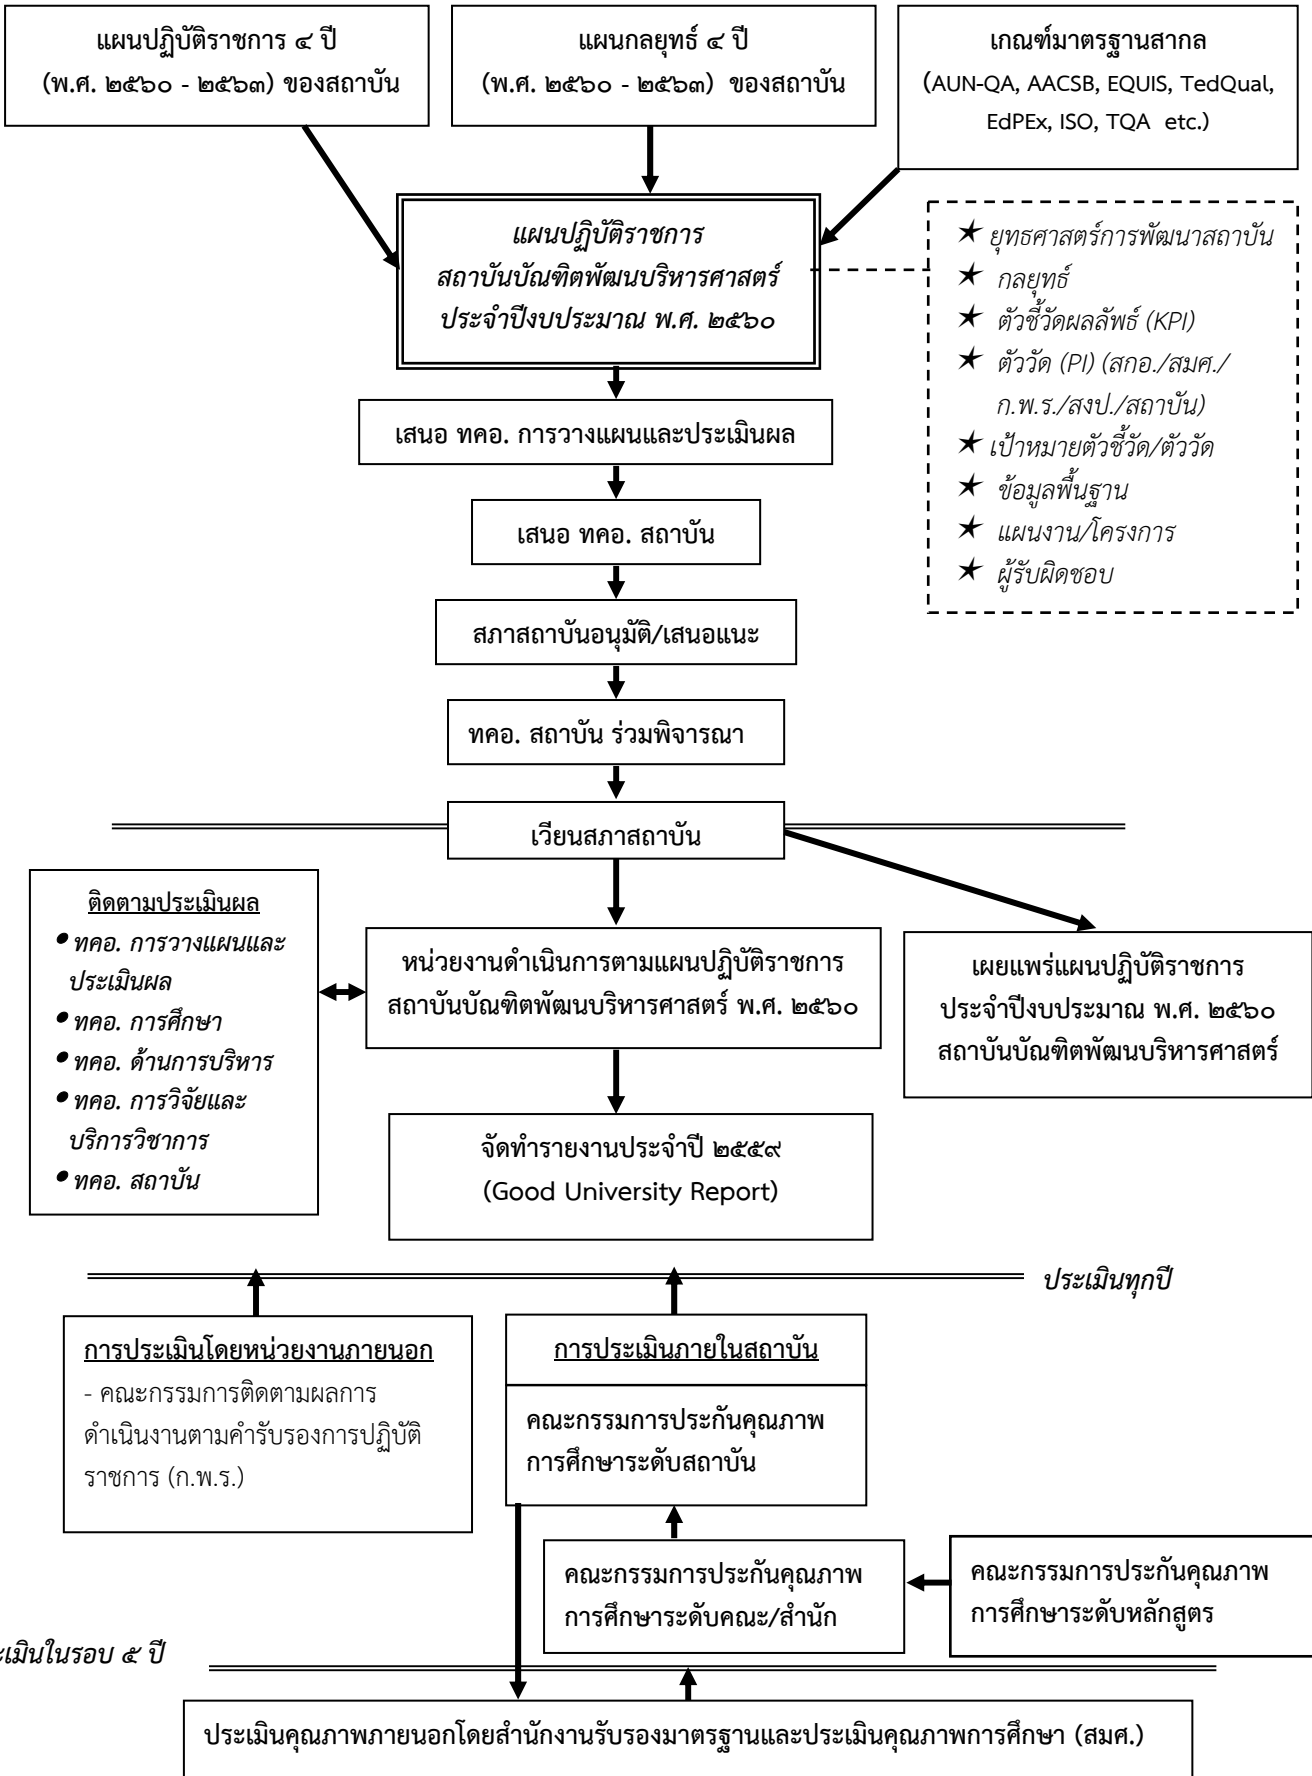 แผนปฏิบัติราชการ ๔ ปี
(พ.ศ. ๒๕๖๐ - ๒๕๖๓) ของสถาบัน
แผนกลยุทธ์ ๔ ปี
(พ.ศ. ๒๕๖๐ - ๒๕๖๓) ของสถาบัน
เกณฑ์มาตรฐานสากล
(AUN-QA, AACSB, EQUIS, TedQual,
EdPEx, ISO, TQA etc.)
แผนปฏิบัติราชการ
สถาบันบัณฑิตพัฒนบริหารศาสตร์
ประจำปีงบประมาณ พ.ศ. ๒๕๖๐
ยุทธศาสตร์การพัฒนาสถาบัน
กลยุทธ์
ตัวชี้วัดผลลัพธ์ (KPI)
ตัววัด (PI) (สกอ./สมศ./
ก.พ.ร./สงป./สถาบัน)
เป้าหมายตัวชี้วัด/ตัววัด
ข้อมูลพื้นฐาน
แผนงาน/โครงการ
ผู้รับผิดชอบ
เสนอ ทคอ. การวางแผนและประเมินผล
เสนอ ทคอ. สถาบัน
สภาสถาบันอนุมัติ/เสนอแนะ
ทคอ. สถาบัน ร่วมพิจารณา
เวียนสภาสถาบัน
ติดตามประเมินผล
• ทคอ. การวางแผนและ
ประเมินผล
• ทคอ. การศึกษา
• ทคอ. ด้านการบริหาร
• ทคอ. การวิจัยและ
บริการวิชาการ
• ทคอ. สถาบัน
หน่วยงานดำเนินการตามแผนปฏิบัติราชการ
สถาบันบัณฑิตพัฒนบริหารศาสตร์ พ.ศ. ๒๕๖๐
เผยแพร่แผนปฏิบัติราชการ
ประจำปีงบประมาณ พ.ศ. ๒๕๖๐
สถาบันบัณฑิตพัฒนบริหารศาสตร์
จัดทำรายงานประจำปี ๒๕๕๙
(Good University Report)
ประเมินทุกปี
การประเมินโดยหน่วยงานภายนอก
- คณะกรรมการติดตามผลการ
ดำเนินงานตามคำรับรองการปฏิบัติ
ราชการ (ก.พ.ร.)
การประเมินภายในสถาบัน
คณะกรรมการประกันคุณภาพ
การศึกษาระดับสถาบัน
คณะกรรมการประกันคุณภาพ
การศึกษาระดับคณะ/สำนัก
คณะกรรมการประกันคุณภาพ
การศึกษาระดับหลักสูตร
เมินในรอบ ๕ ปี
ประเมินคุณภาพภายนอกโดยสำนักงานรับรองมาตรฐานและประเมินคุณภาพการศึกษา (สมศ.)